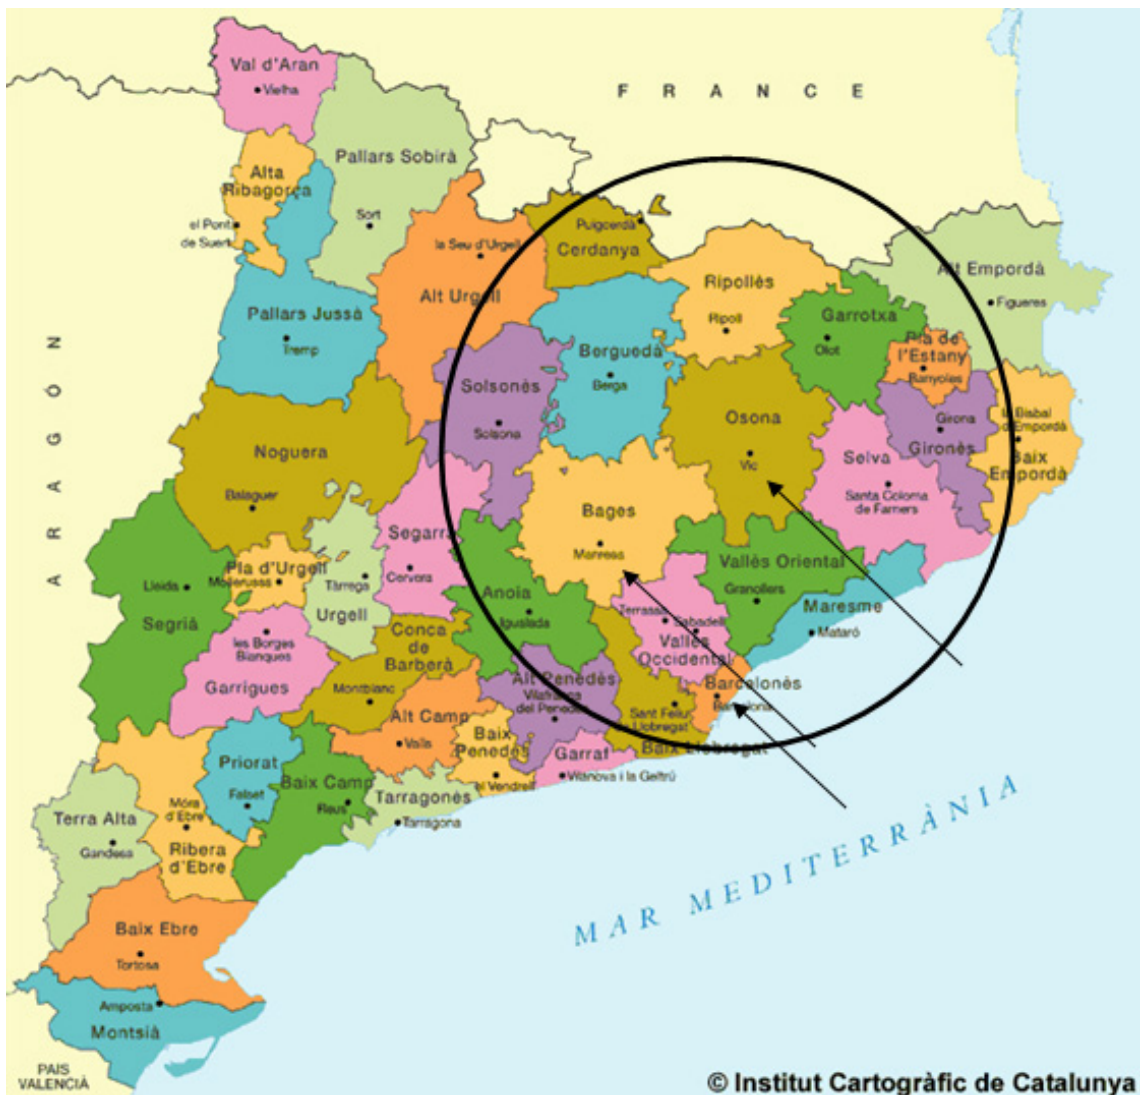 Val d'Aran
Vielha
FRANCE
Pallars Sobirà
Sort
Alta
Ribagorça
el Pont
de Suert
Puigcerdà
Cerdanya
la Seu d'Urgell
Alt Urgell
Ripollès
Ripoll
Alt Empordà
Figueres
Garrotxa
Olot
Pla de
l'Estany
Banyoles
Pallars Jussà
Tremp
Berguedà
Berga
Solsonès
Solsona
Osona
Vic
Girona
Gironès
la Bisbal
d'Empordà
Baix
Empordà
Selva
Santa Coloma
de Farners
ARAGÓN
Noguera
Balaguer
Bages
Manresa
Segarra
Cervera
Vallès Oriental
Granollers
Lleida
Segrià
Pla d'Urgell
Mollerussa
Tàrrega
Urgell
Anoia
Igualada
Terrassa
Sabadell
Vallès
Occidental
Maresme
Mataró
les Borges
Blanques
Garrigues
Conca
de
Barberà
Montblanc
Alt Penedès
Vilafranca
del Penedès
Barcelonès
Barcelona
Sant Feliu
de Llobregat
Baix Llobregat
Alt Camp
Valls
Baix
Penedès
el Vendrell
Garraf
Vilanova i la Geltrú
Priorat
Falset
Baix Camp
Reus
Tarragonès
Tarragona
Terra Alta
Gandesa
Móra
d'Ebre
Ribera
d'Ebre
MAR MEDITERRÀNIA
Baix Ebre
Tortosa
Amposta
Montsià
PAIS
VALENCIÀ
© Institut Cartogràfic de Catalunya